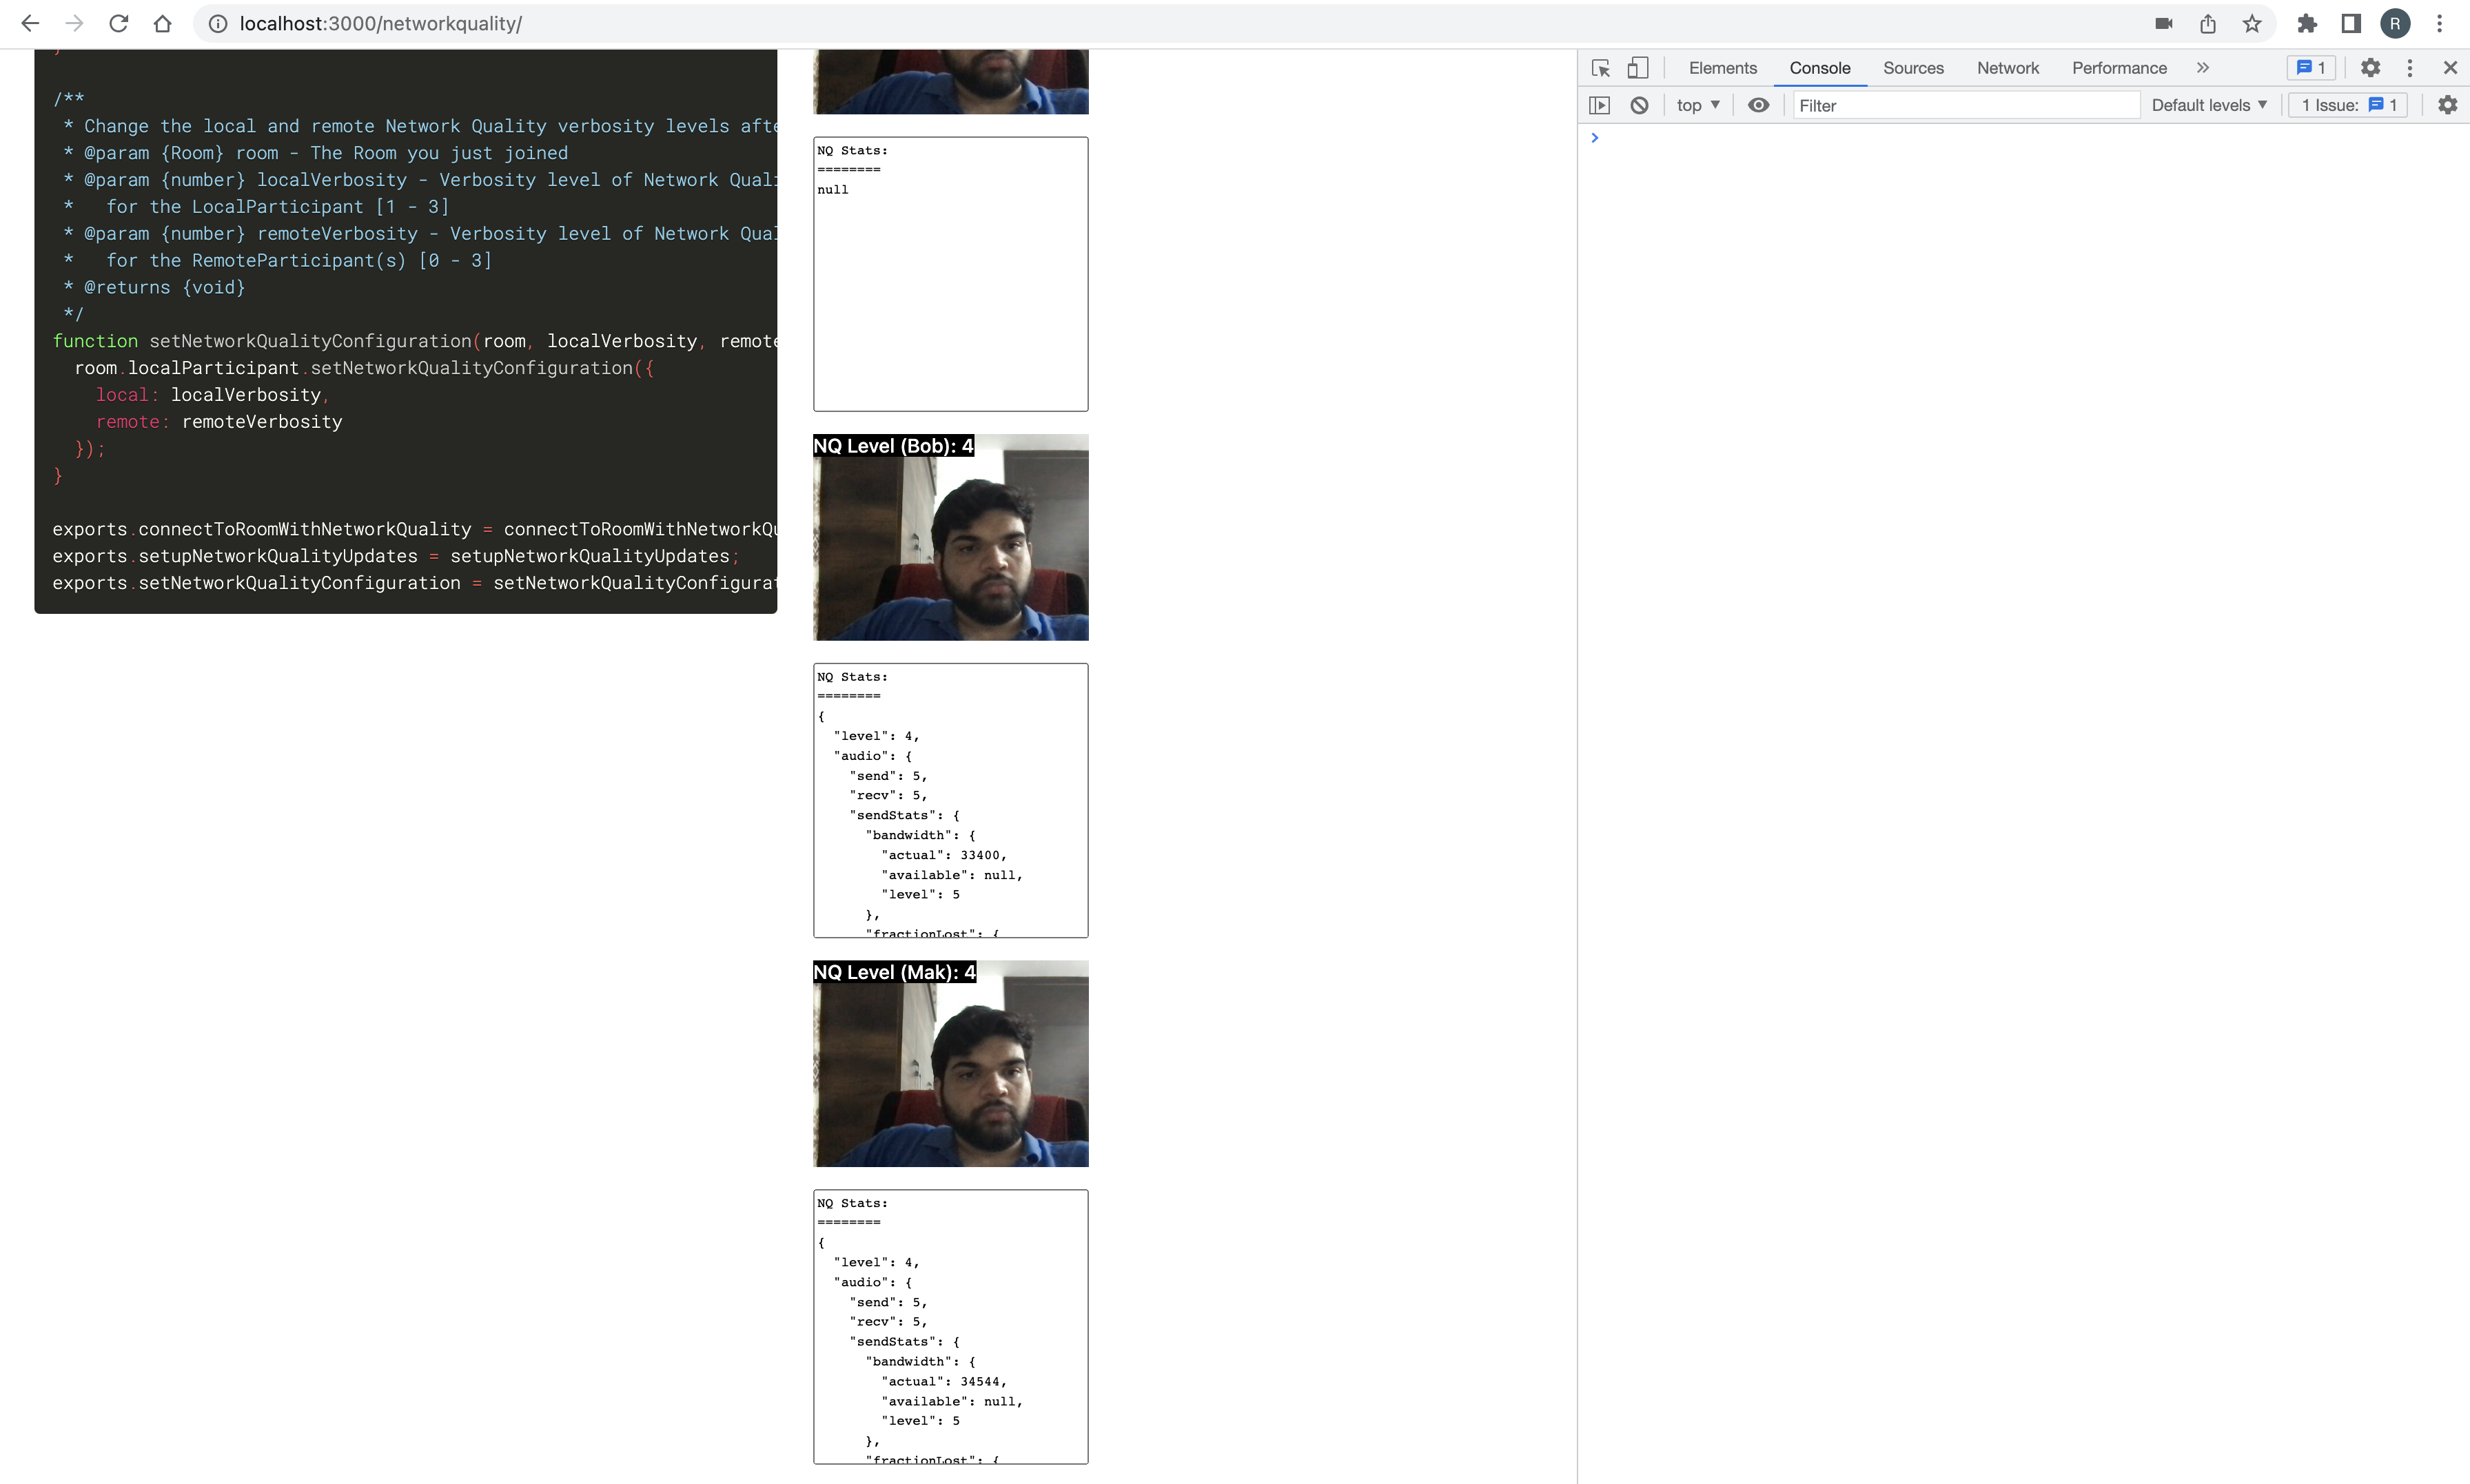 localhost:3000/networkquality/
R
}
/**
* Change the local and remote Network Quality verbosity levels afte
* @param {Room} room - The Room you just joined
* @param {number} localVerbosity - Verbosity level of Network Quali
*   for the LocalParticipant [1 - 3]
* @param {number} remoteVerbosity - Verbosity level of Network Qual
*   for the RemoteParticipant(s) [0 - 3]
* @returns {void}
*/
function setNetworkQualityConfiguration(room, localVerbosity, remote
room.localParticipant.setNetworkQualityConfiguration({
local: localVerbosity,
remote: remoteVerbosity
});
}
exports.connectToRoomWithNetworkQuality = connectToRoomWithNetworkQu
exports.setupNetworkQualityUpdates = setupNetworkQualityUpdates;
exports.setNetworkQualityConfiguration = setNetworkQualityConfigurat
NQ Stats:
========
null
NQ Level (Bob): 4
NQ Stats:
========
{
"level": 4,
"audio": {
"send": 5,
"recv": 5,
"sendStats": {
"bandwidth": {
"actual": 33400,
"available": null,
"level": 5
},
"fractionLost": {
NQ Level (Mak): 4
NQ Stats:
========
{
"level": 4,
"audio": {
"send": 5,
"recv": 5,
"sendStats": {
"bandwidth": {
"actual": 34544,
"available": null,
"level": 5
},
"fractionLost": {
Elements Console Sources Network Performance » 1
top ▼ Filter Default levels ▼ 1 Issue: 1
>